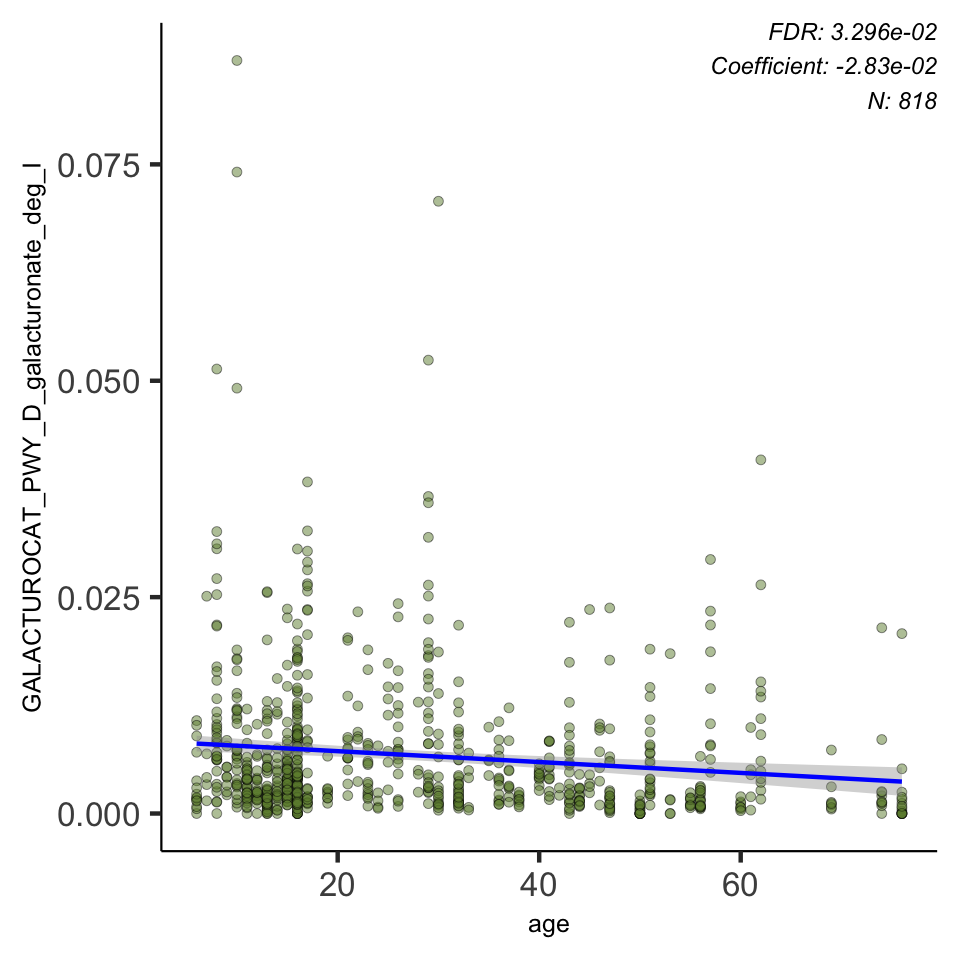 FDR: 3.296e-02
Coefficient: -2.83e-02
N: 818
GALACTUROCAT_PWY_D_galacturonate_deg_I
0.075
0.050
0.025
0.000
20 40 60
age